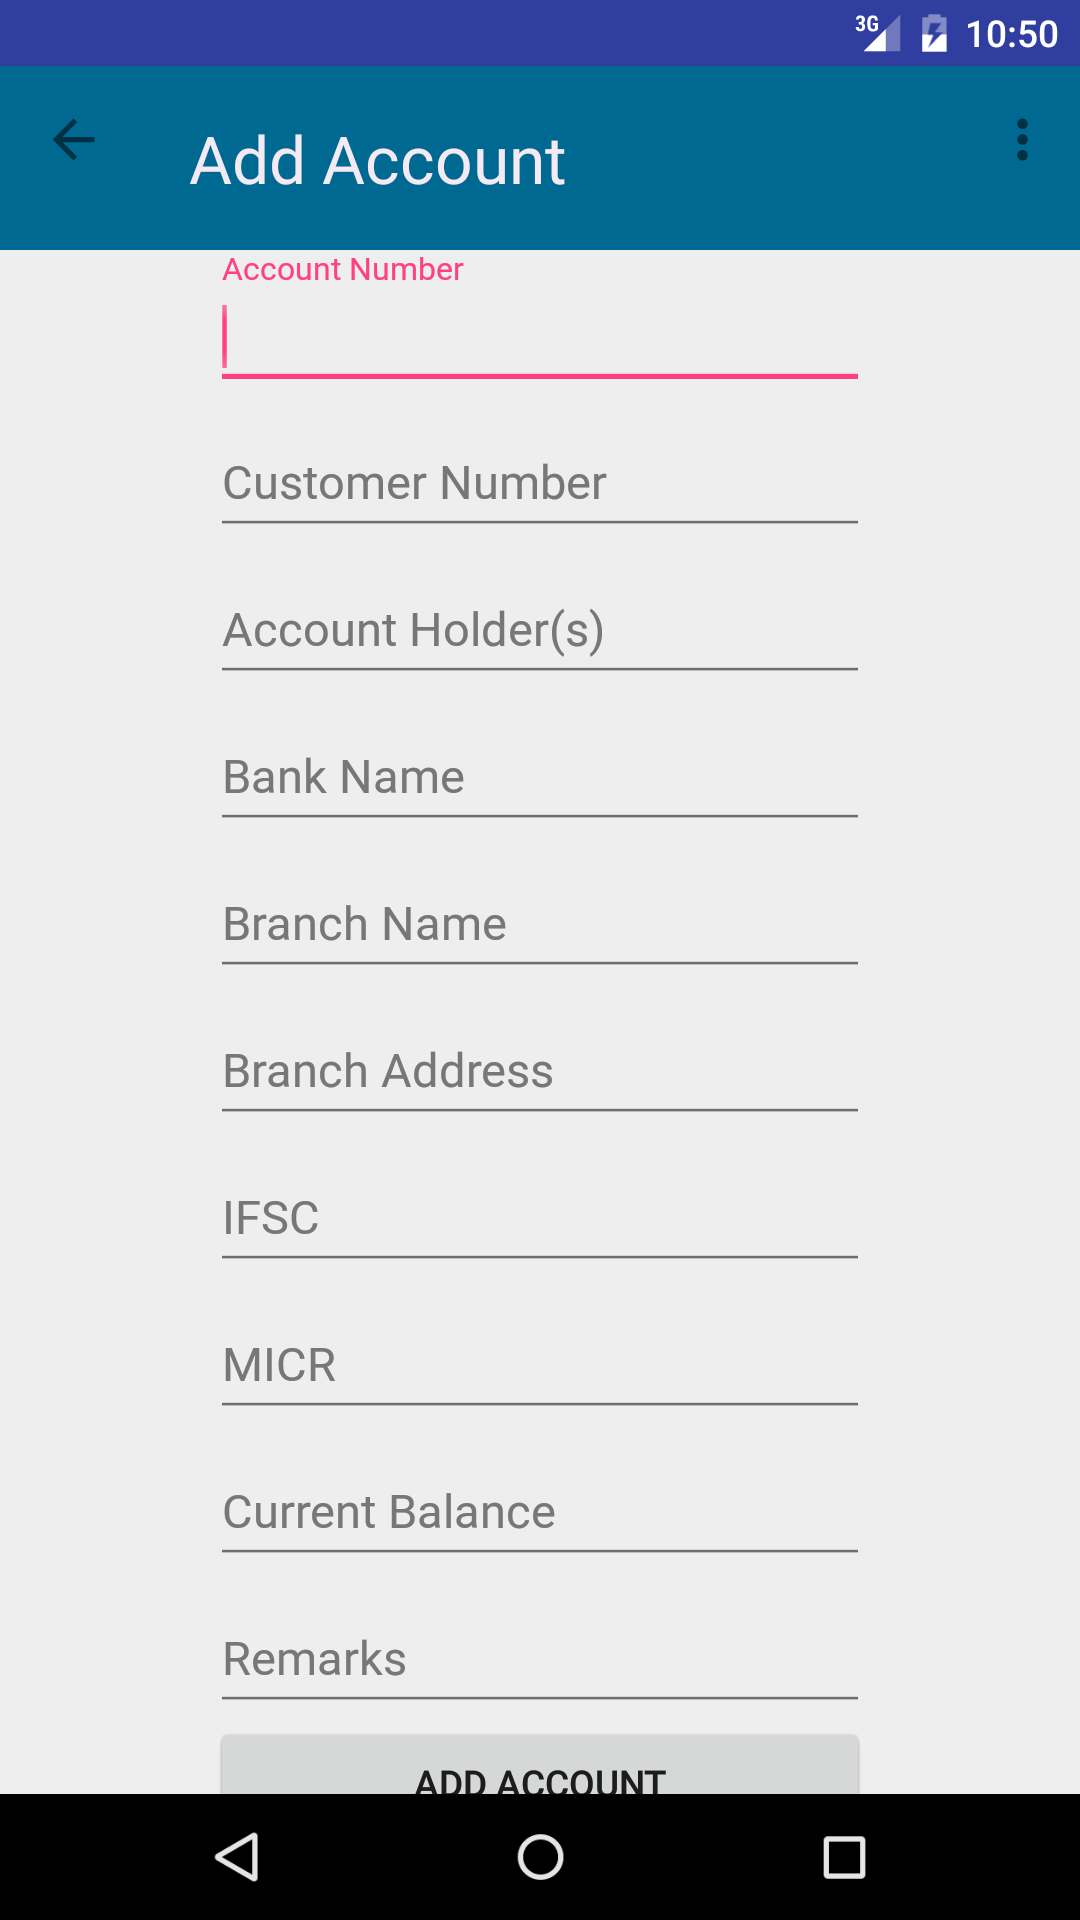 3G 10:50
Add Account
Account Number
Customer Number
Account Holder(s)
Bank Name
Branch Name
Branch Address
IFSC
MICR
Current Balance
Remarks
ADD ACCOUNT